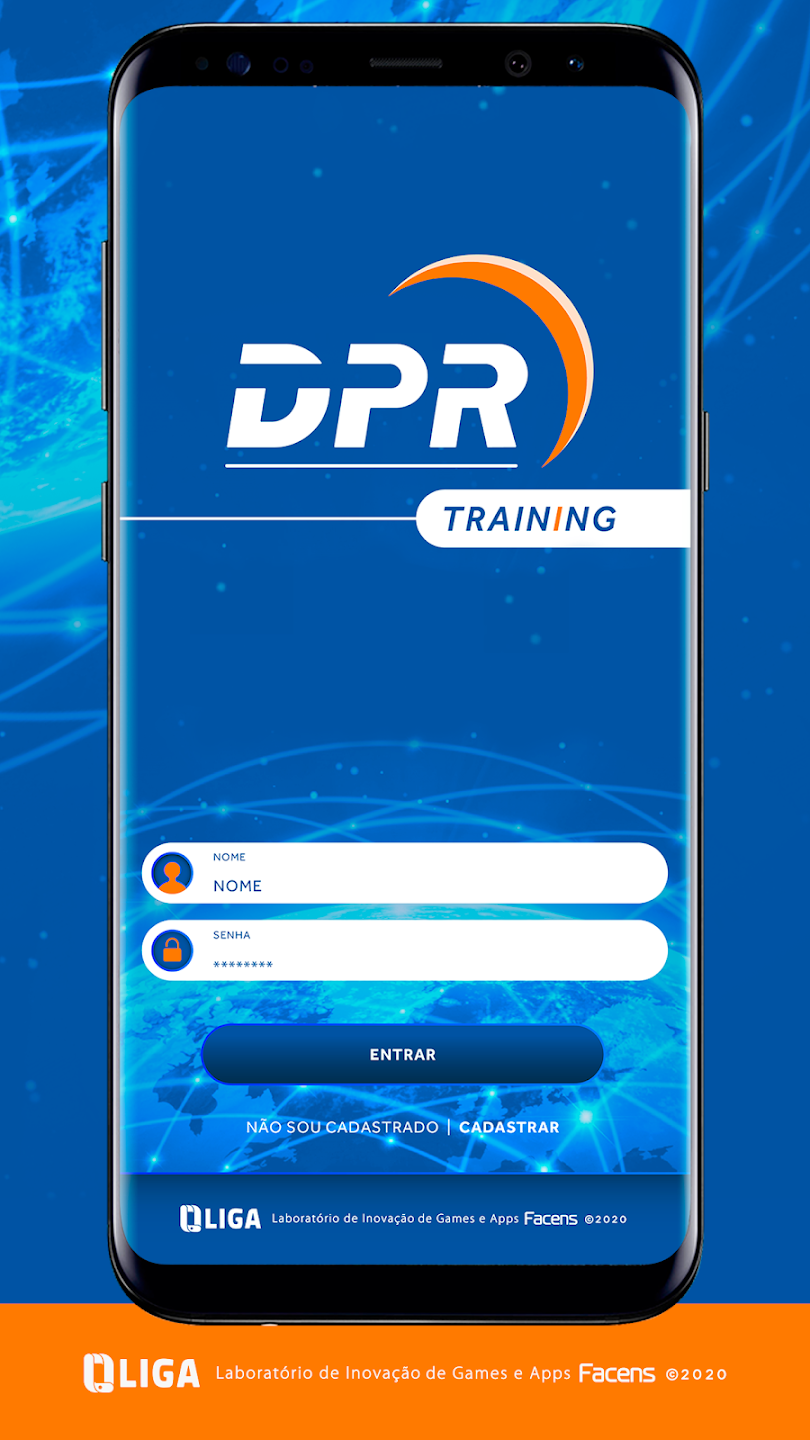 DPR
TRAINING
NOME
NOME
SENHA
********
ENTRAR
NÃO SOU CADASTRADO | CADASTRAR
LIGA Laboratório de Inovação de Games e Apps Facens ©2020
LIGA Laboratório de Inovação de Games e Apps Facens ©2020